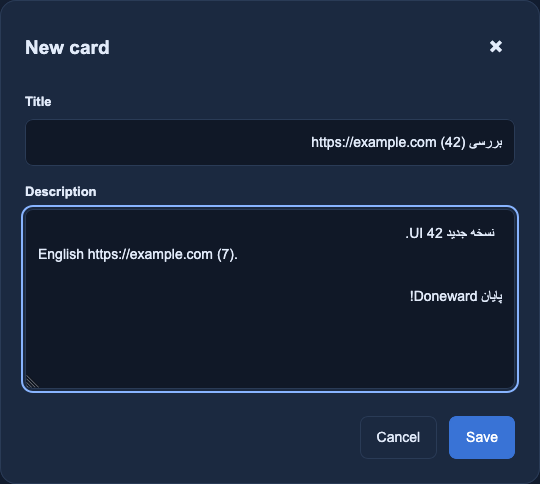 New card
✖
Title
بررسی https://example.com (42)
Description
نسخه جدید UI 42.
English https://example.com (7).
پایان Doneward!
Cancel
Save